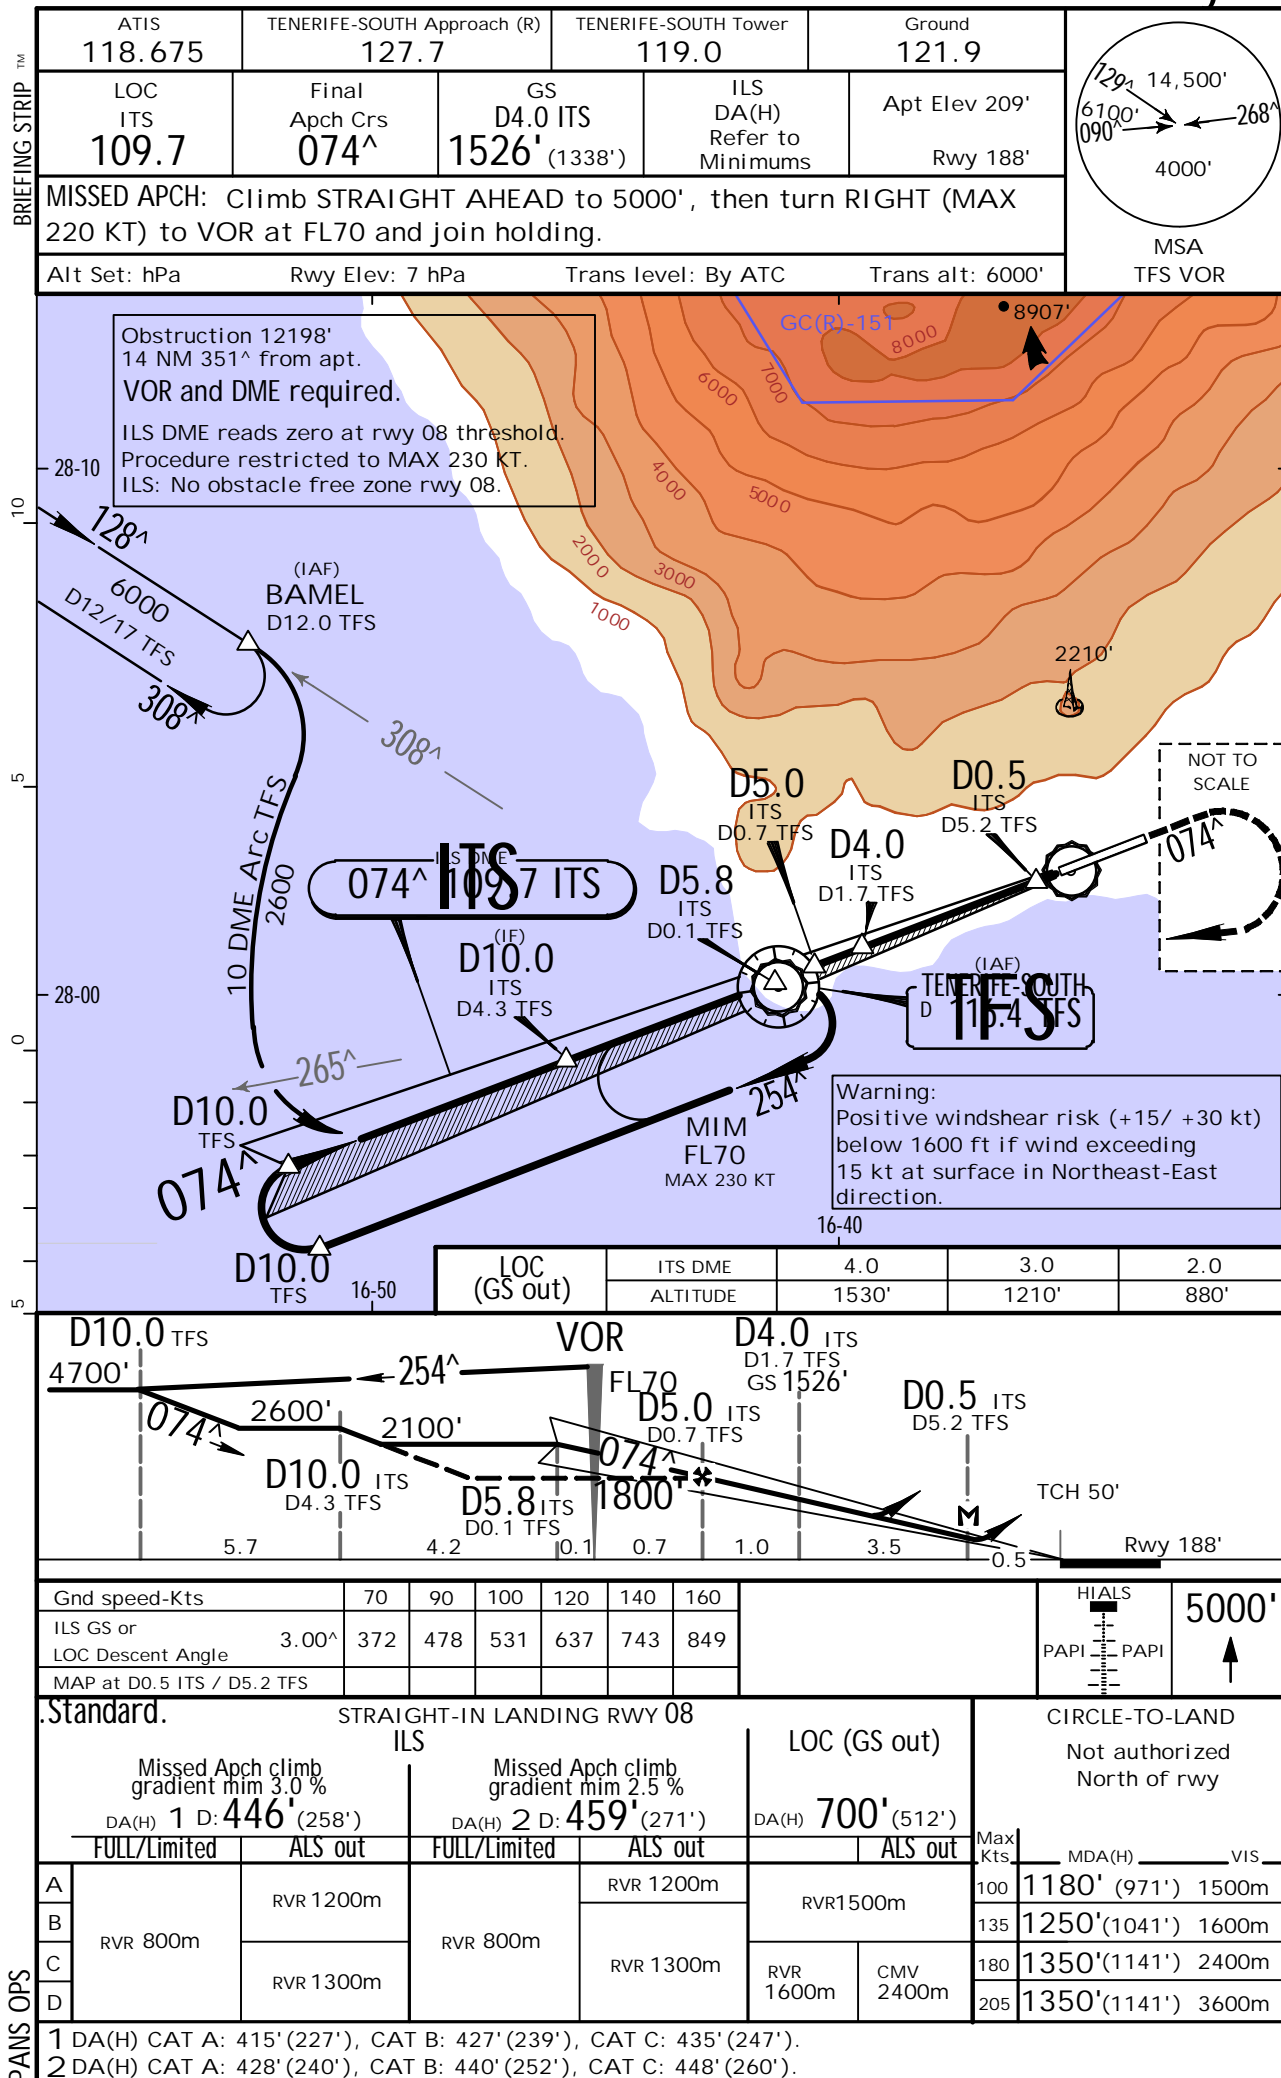 BRIEFING STRIP TM
ATIS
118.675
TENERIFE-SOUTH Approach (R)
127.7
TENERIFE-SOUTH Tower
119.0
Ground
121.9
LOC
ITS
109.7
Final
Apch Crs
074^
GS
D4.0 ITS
1526' (1338')
ILS
DA(H)
Refer to
Minimums
Apt Elev 209'
Rwy 188'
MISSED APCH: Climb STRAIGHT AHEAD to 5000', then turn RIGHT (MAX
220 KT) to VOR at FL70 and join holding.
Alt Set: hPa Rwy Elev: 7 hPa Trans level: By ATC Trans alt: 6000'
129^
14,500'
6100'
090^
268^
4000'
MSA
TFS VOR
Obstruction 12198'
14 NM 351^ from apt.
VOR and DME required.
ILS DME reads zero at rwy 08 threshold.
Procedure restricted to MAX 230 KT.
ILS: No obstacle free zone rwy 08.
GC(R)-151
8907'
8000
7000
6000
5000
4000
3000
2000
1000
28-10
10
128^
6000
D12/17 TFS
308^
(IAF)
BAMEL
D12.0 TFS
308^
2210'
NOT TO
SCALE
074^
5
10 DME Arc TFS
2600
D5.0
ITS
D0.7 TFS
D0.5
ITS
D5.2 TFS
D4.0
ITS
D1.7 TFS
ILS DME
074^ 109.7 ITS
ITS
D5.8
ITS
D0.1 TFS
(IF)
D10.0
ITS
D4.3 TFS
28-00
(IAF)
TENERIFE-SOUTH
D 116.4 TFS
TFS
0
265^
254^
D10.0
TFS
074^
MIM
FL70
MAX 230 KT
Warning:
Positive windshear risk (+15/ +30 kt)
below 1600 ft if wind exceeding
15 kt at surface in Northeast-East
direction.
16-40
D10.0
TFS
16-50
5
LOC
(GS out)
ITS DME 4.0 3.0 2.0
ALTITUDE 1530' 1210' 880'
D10.0 TFS
4700'
254^
VOR
FL70
D4.0 ITS
D1.7 TFS
GS 1526'
D5.0 ITS
D0.7 TFS
D0.5 ITS
D5.2 TFS
074^
2600'
2100'
074^
D10.0 ITS
D4.3 TFS
D5.8 ITS
D0.1 TFS
1800'
M
TCH 50'
Rwy 188'
5.7 4.2 0.1 0.7 1.0 3.5 0.5
Gnd speed-Kts 70 90 100 120 140 160
ILS GS or
LOC Descent Angle 3.00^ 372 478 531 637 743 849
MAP at D0.5 ITS / D5.2 TFS
HIALS
PAPI PAPI
5000'
.Standard. STRAIGHT-IN LANDING RWY 08
ILS
Missed Apch climb
gradient mim 3.0 %
DA(H) 1 D: 446' (258')
Missed Apch climb
gradient mim 2.5 %
DA(H) 2 D: 459' (271')
LOC (GS out)
DA(H) 700' (512')
CIRCLE-TO-LAND
Not authorized
North of rwy
FULL/Limited ALS out FULL/Limited ALS out ALS out
Max
Kts MDA(H) VIS
A
B
C
D
RVR 800m
RVR 1200m
RVR 1300m
RVR 800m
RVR 1200m
RVR 1300m
RVR1500m
RVR
1600m
CMV
2400m
100 1180' (971') 1500m
135 1250' (1041') 1600m
180 1350' (1141') 2400m
205 1350' (1141') 3600m
PANS OPS
1 DA(H) CAT A: 415'(227'), CAT B: 427'(239'), CAT C: 435'(247').
2 DA(H) CAT A: 428'(240'), CAT B: 440'(252'), CAT C: 448'(260').